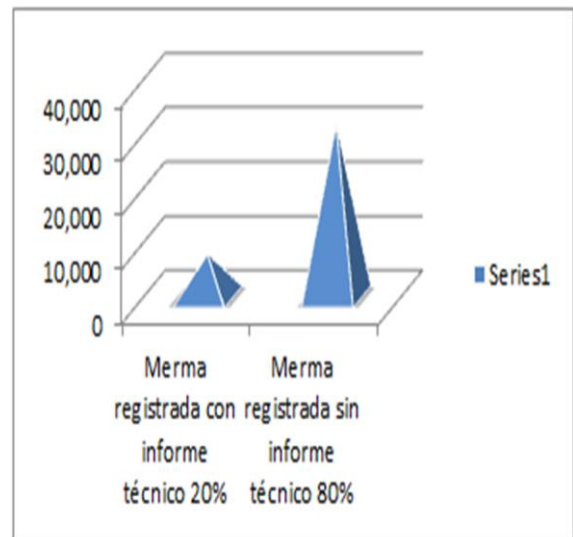 40,000
30,000
20,000
10,000
0
Series1
Merma
registrada con
informe
técnico 20%
Merma
registrada sin
informe
técnico 80%